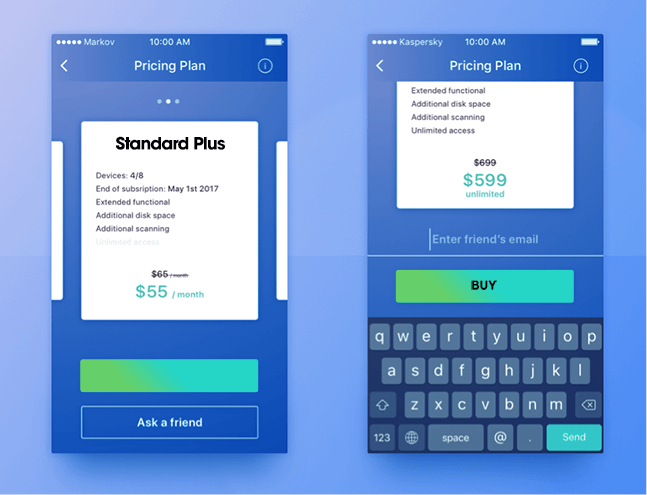 Markov
10:00 AM
Pricing Plan
Standard Plus
Devices: 4/8
End of subsription: May 1st 2017
Extended functional
Additional disk space
Additional scanning
Unlimited access
$65 / month
$55 / month
Ask a friend
Kaspersky
10:00 AM
Pricing Plan
Extended functional
Additional disk space
Additional scanning
Unlimited access
$699
$599
unlimited
Enter friend's email
BUY
q w e r t y u i o p
a s d f g h j k l
z x c v b n m
123 space @ . Send